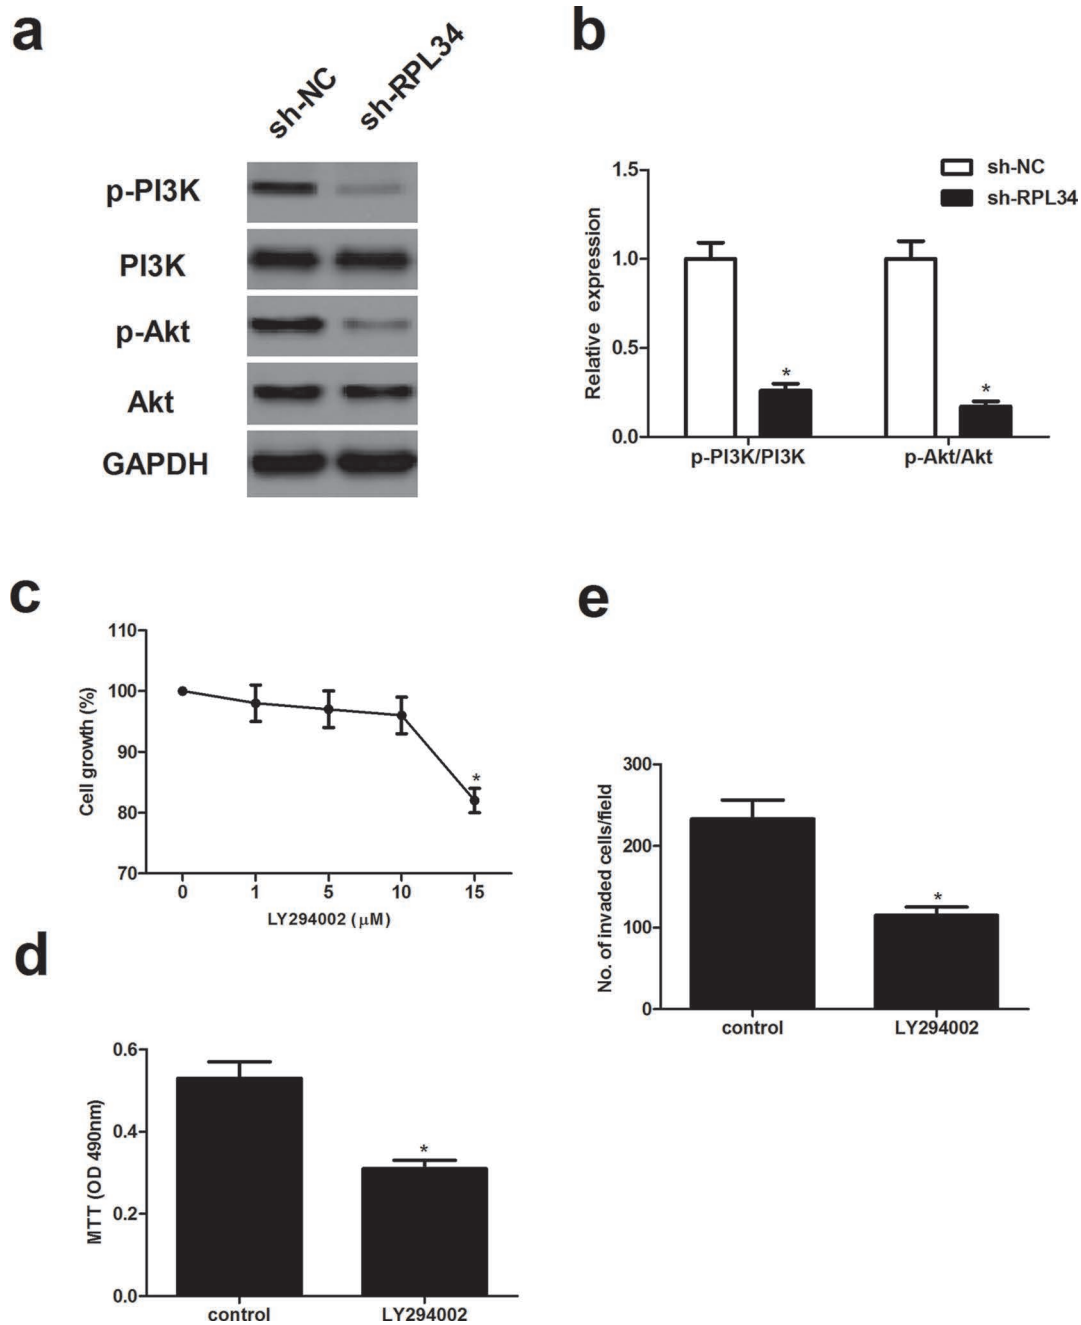 a
sh-NC
sh-RPL34
p-PI3K
PI3K
p-Akt
Akt
GAPDH
b
sh-NC
sh-RPL34
Relative expression
1.5
1.0
0.5
0.0
*
*
p-PI3K/PI3K
p-Akt/Akt
c
Cell growth (%)
110
100
90
80
70
*
0 1 5 10 15
LY294002 (μM)
d
MTT (OD 490nm)
0.6
0.4
0.2
0.0
*
control
LY294002
e
No. of invaded cells/field
300
200
100
0
*
control
LY294002